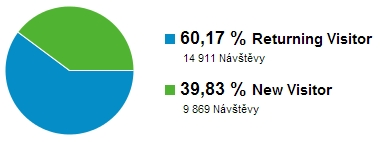 60,17 % Returning Visitor
14 911 Návštěvy
39,83 % New Visitor
9 869 Návštěvy